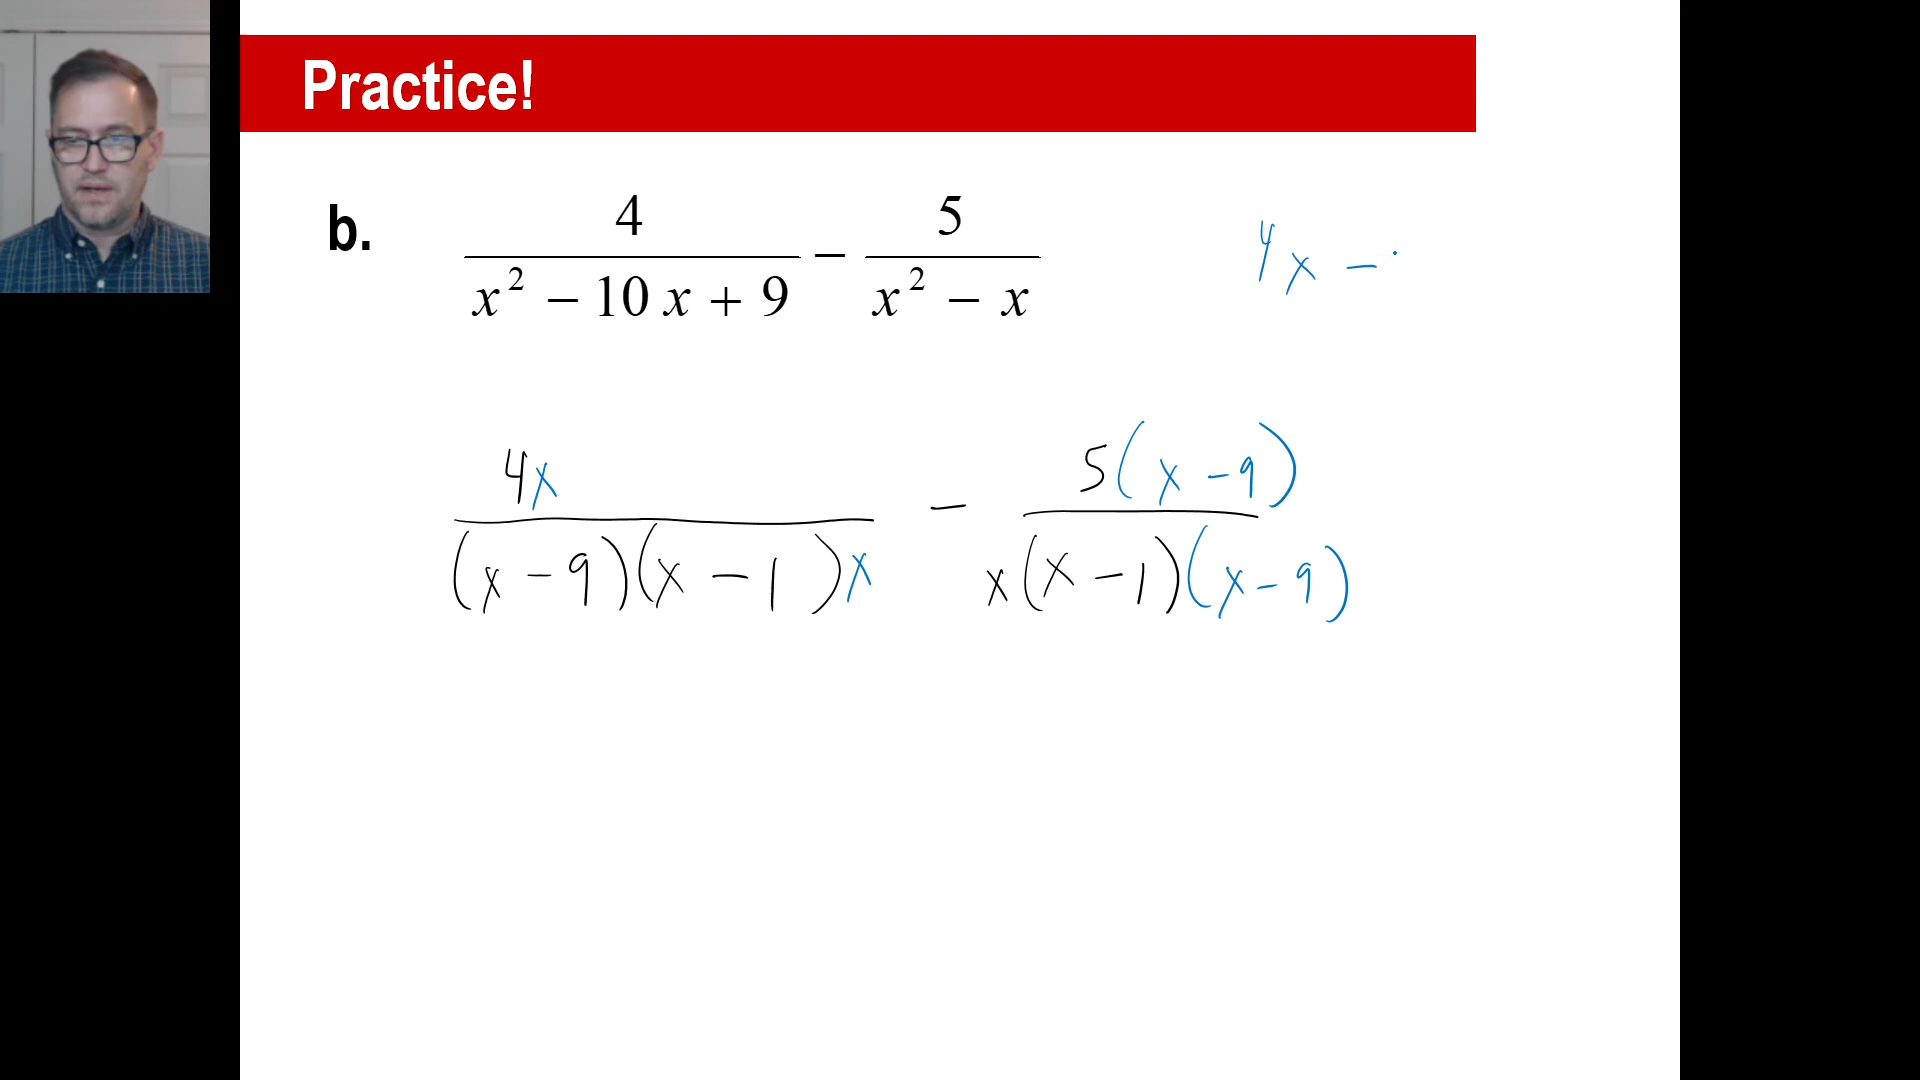 Practice!
b. 4 / (x² − 10x + 9) − 5 / (x² − x)
4x −
4x / (x − 9)(x − 1)x − 5(x − 9) / x(x − 1)(x − 9)